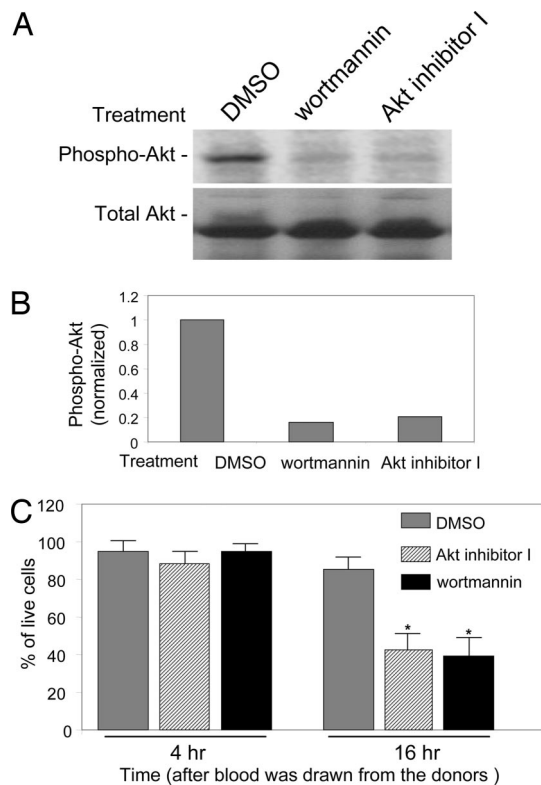 A
Treatment
DMSO
wortmannin
Akt inhibitor I
Phospho-Akt -
Total Akt -
B
Phospho-Akt
(normalized)
1.2
1
0.8
0.6
0.4
0.2
0
Treatment DMSO wortmannin Akt inhibitor I
C
% of live cells
120
100
80
60
40
20
0
DMSO
Akt inhibitor I
wortmannin
* *
4 hr 16 hr
Time (after blood was drawn from the donors )